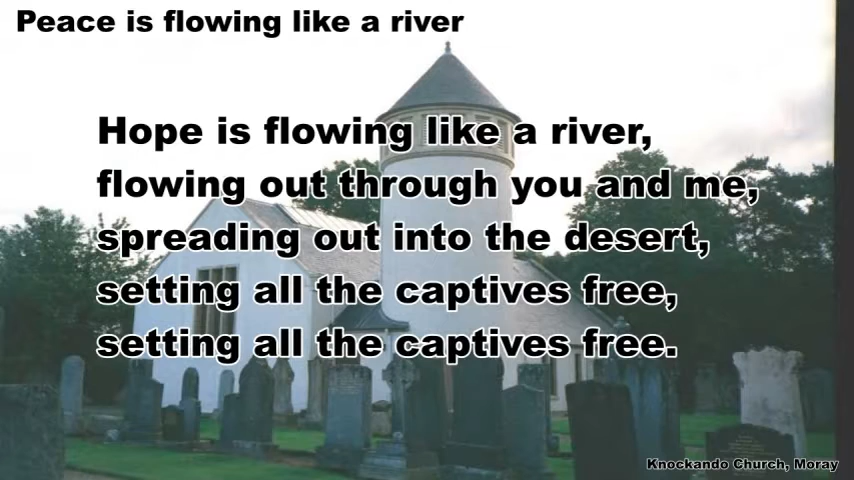 Peace is flowing like a river
Hope is flowing like a river,
flowing out through you and me,
spreading out into the desert,
setting all the captives free,
setting all the captives free.
Knockando Church, Moray